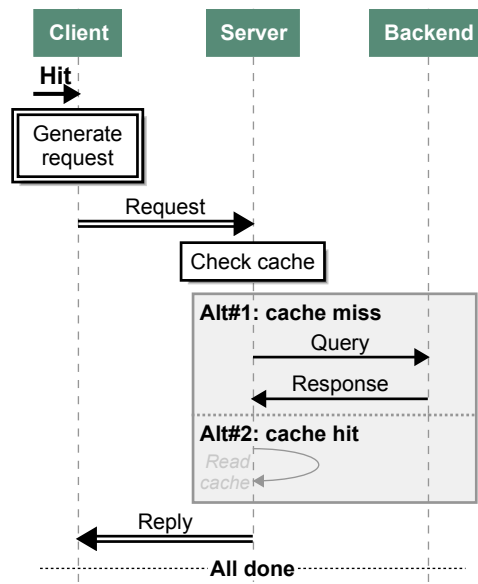 Client Server Backend
Hit
Generate
request
Request
Check cache
Alt#1: cache miss
Query
Response
Alt#2: cache hit
Read
cache
Reply
All done